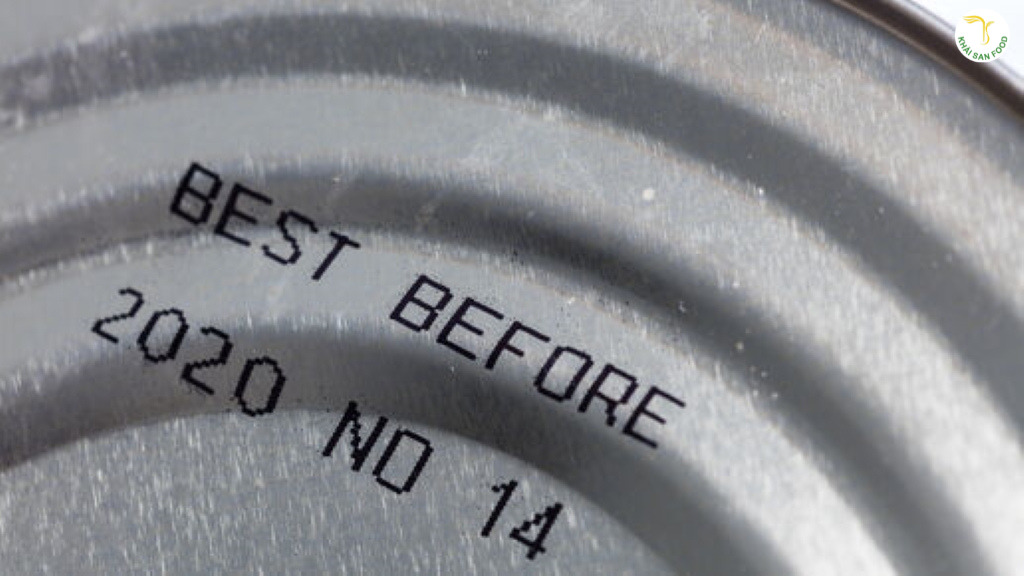 BEST BEFORE
2020 NO 14
KHAI SAN FOOD